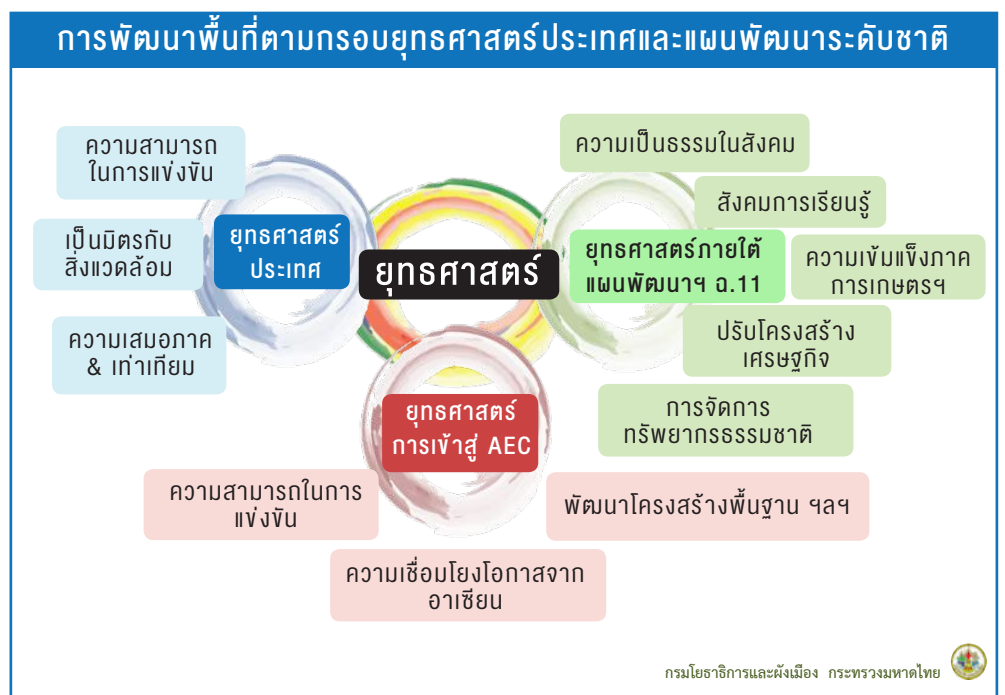 การพัฒนาพื้นที่ตามกรอบยุทธศาสตร์ประเทศและแผนพัฒนาระดับชาติ
ความสามารถ
ในการแข่งขัน
เป็นมิตรกับ
สิ่งแวดล้อม
ความเสมอภาค
& เท่าเทียม
ยุทธศาสตร์
ประเทศ
ยุทธศาสตร์
ความเป็นธรรมในสังคม
สังคมการเรียนรู้
ยุทธศาสตร์ภายใต้
แผนพัฒนาฯ ฉ.11
ความเข้มแข็งภาค
การเกษตรฯ
ปรับโครงสร้าง
เศรษฐกิจ
การจัดการ
ทรัพยากรธรรมชาติ
ยุทธศาสตร์
การเข้าสู่ AEC
ความสามารถในการ
แข่งขัน
พัฒนาโครงสร้างพื้นฐาน ฯลฯ
ความเชื่อมโยงโอกาสจาก
อาเซียน
กรมโยธาธิการและผังเมือง กระทรวงมหาดไทย